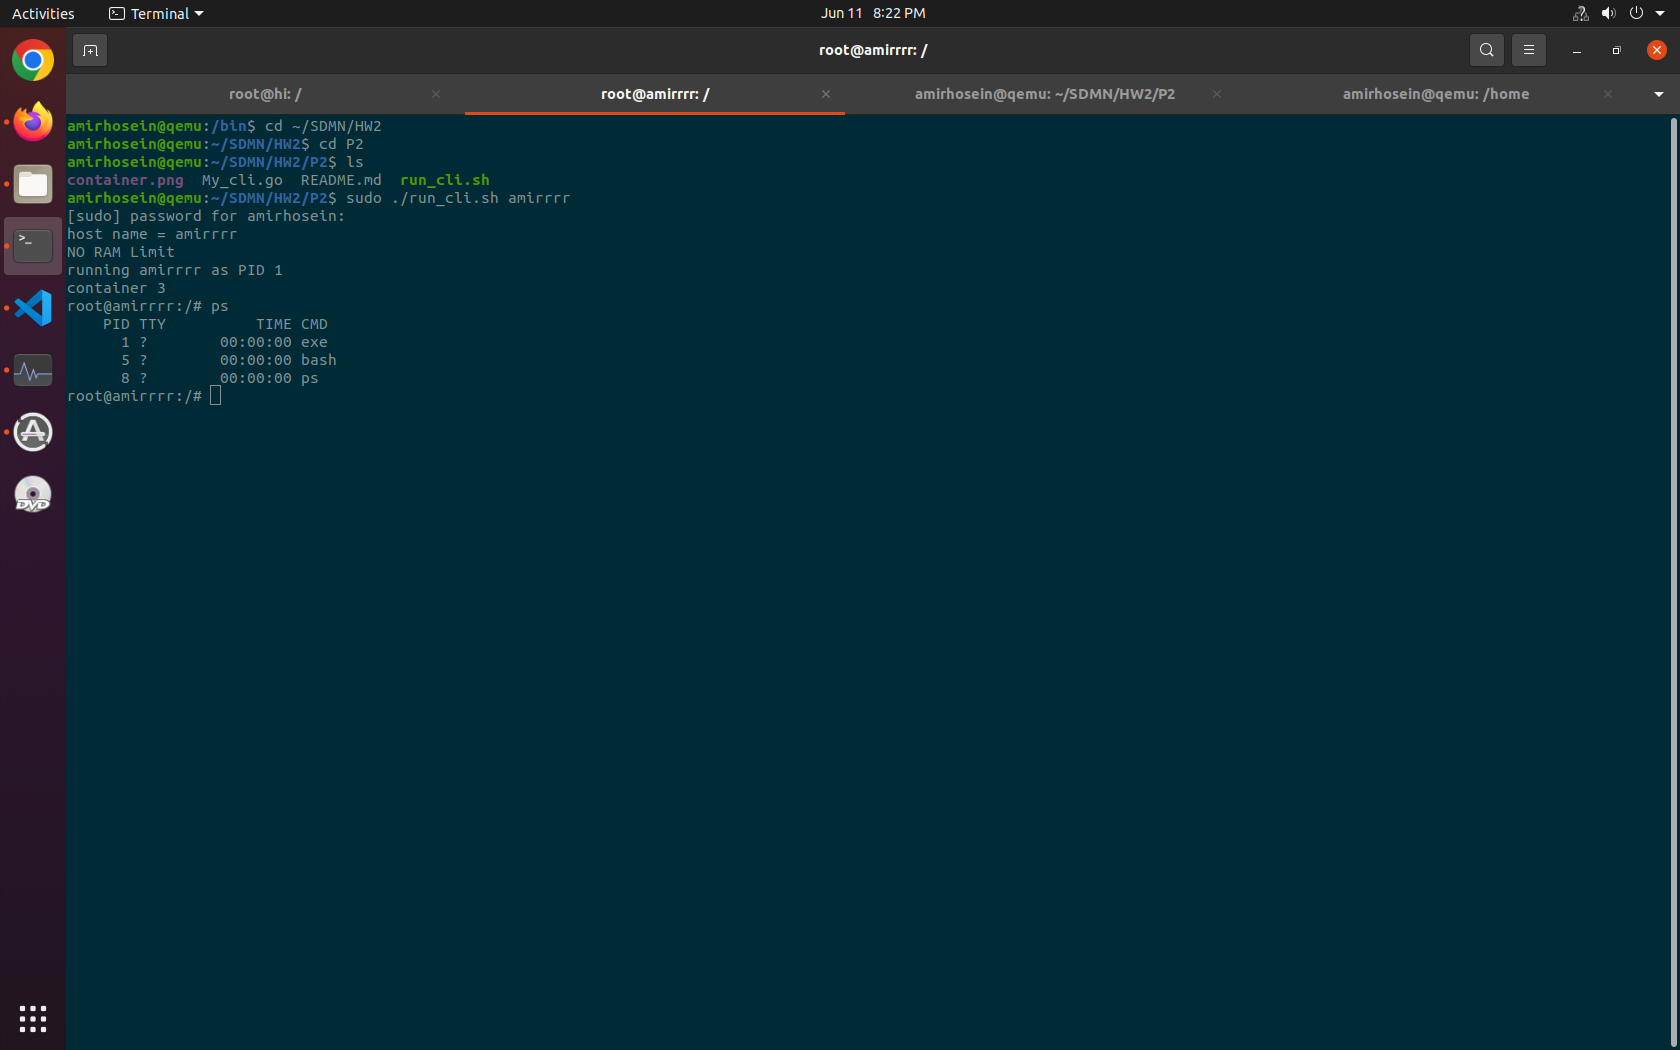 Activities Terminal Jun 11 8:22 PM
root@amirrrr: /
root@hi: / root@amirrrr: / amirhosein@qemu: ~/SDMN/HW2/P2 amirhosein@qemu: /home
amirhosein@qemu:/bin$ cd ~/SDMN/HW2
amirhosein@qemu:~/SDMN/HW2$ cd P2
amirhosein@qemu:~/SDMN/HW2/P2$ ls
container.png  My_cli.go  README.md  run_cli.sh
amirhosein@qemu:~/SDMN/HW2/P2$ sudo ./run_cli.sh amirrrr
[sudo] password for amirhosein:
host name = amirrrr
NO RAM Limit
running amirrrr as PID 1
container 3
root@amirrrr:/# ps
    PID TTY          TIME CMD
      1 ?        00:00:00 exe
      5 ?        00:00:00 bash
      8 ?        00:00:00 ps
root@amirrrr:/#
DVD